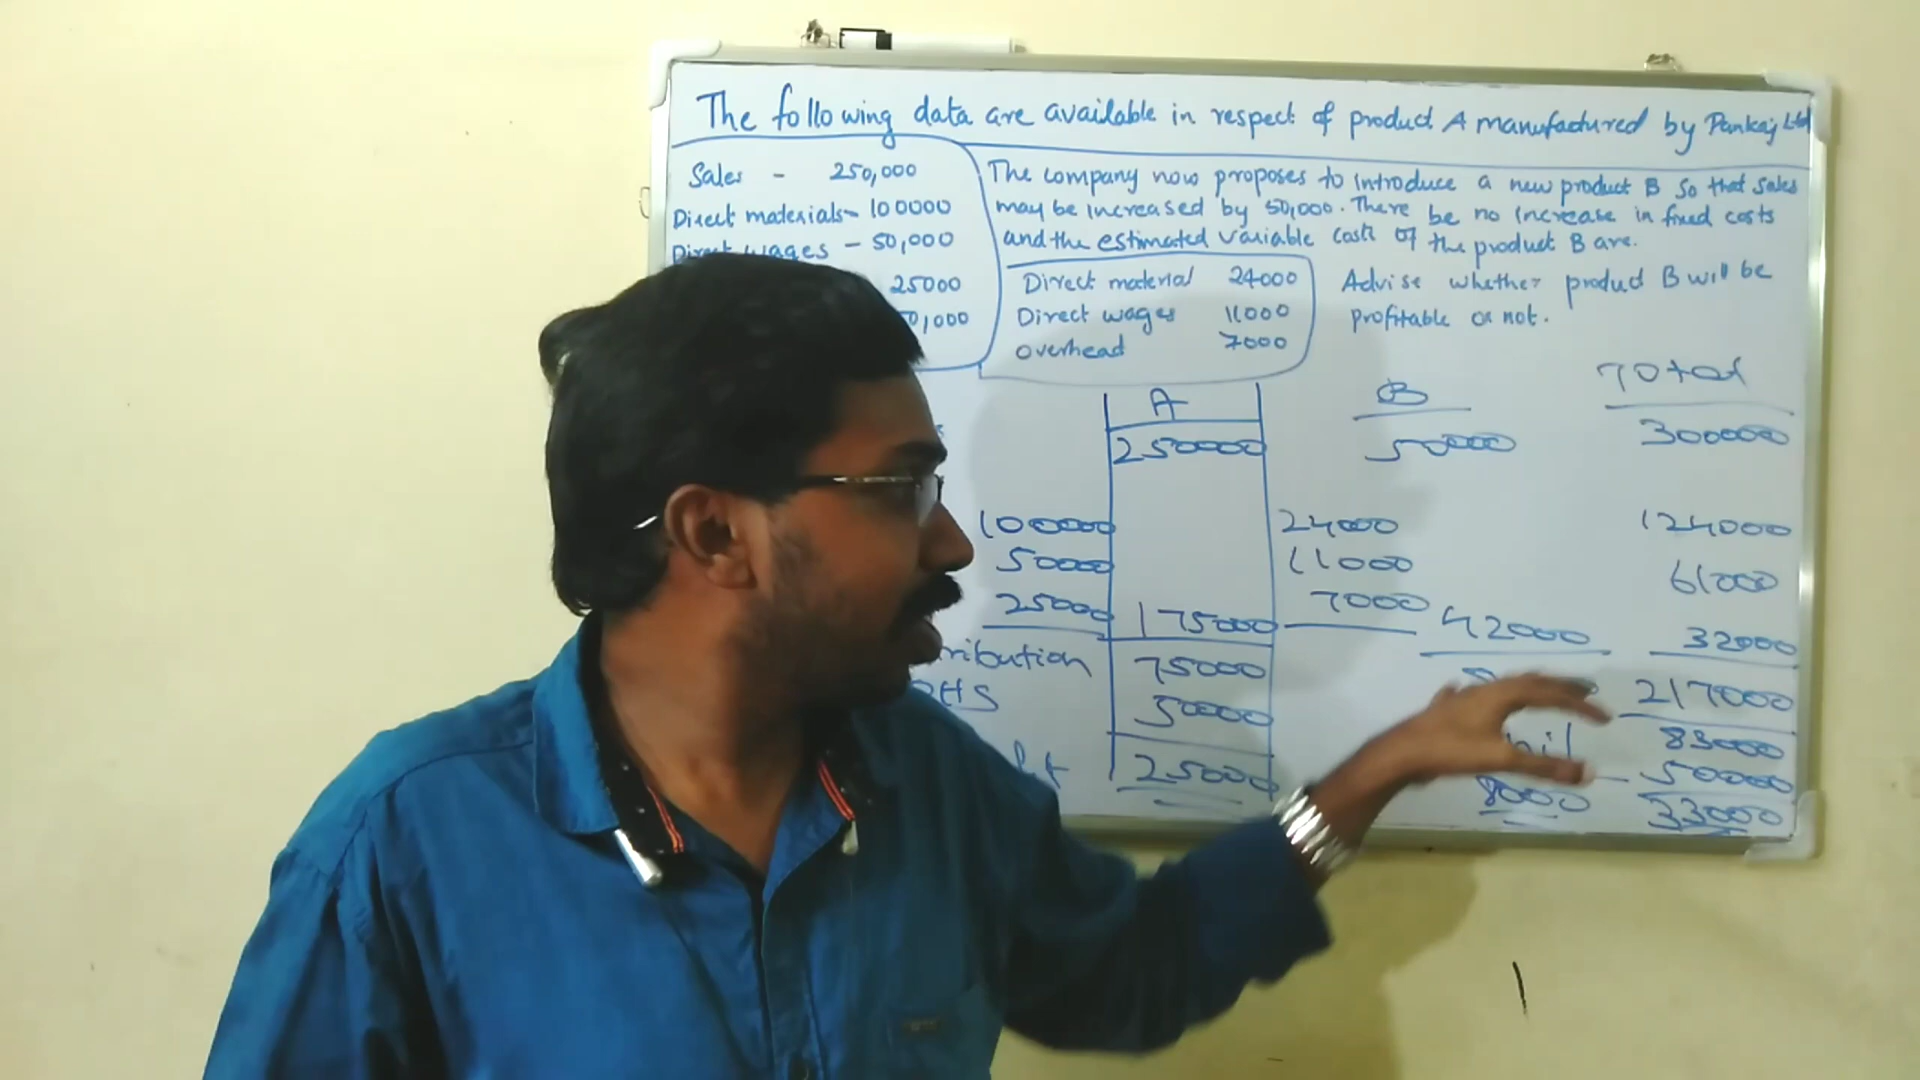 The following data are available in respect of product A manufactured by Pankaj Ltd
Sales - 250,000
Direct materials - 100000
Direct wages - 50,000
25000
0,000
The company now proposes to introduce a new product B so that sales
may be increased by 50,000. There be no increase in fixed costs
and the estimated variable costs of the product B are.
Direct material 24000
Direct wages 11000
overhead 7000
Advise whether product B will be
profitable or not.
A B Total
250000 50000 300000
100000 24000 124000
50000 11000 61000
25000 175000 7000 42000 32000
ribution 75000 217000
50000 nil 83000
25000 50000
8000 33000